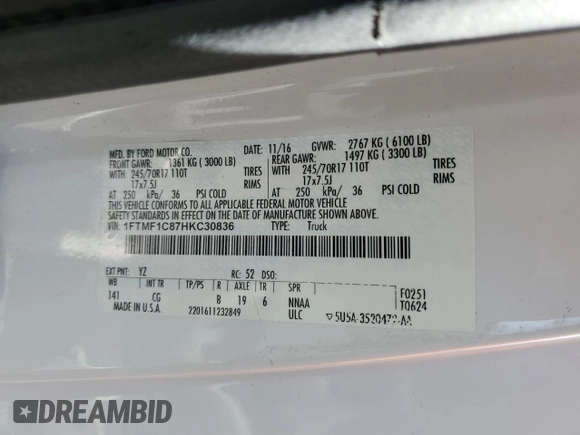 MFD. BY FORD MOTOR CO.
DATE: 11/16 GVWR: 2767 KG ( 6100 LB)
FRONT GAWR: 1361 KG ( 3000 LB) REAR GAWR: 1497 KG ( 3300 LB)
WITH 245/70R17 110T TIRES WITH 245/70R17 110T TIRES
17x7.5J RIMS 17x7.5J RIMS
AT 250 kPa/ 36 PSI COLD AT 250 kPa/ 36 PSI COLD
THIS VEHICLE CONFORMS TO ALL APPLICABLE FEDERAL MOTOR VEHICLE
SAFETY STANDARDS IN EFFECT ON THE DATE OF MANUFACTURE SHOWN ABOVE.
VIN: 1FTMF1C87HKC30836 TYPE: Truck
EXT PNT: YZ RC: 52 DSO:
WB INT TR TP/PS R AXLE TR SPR
141 CG B 19 6 NNAA F0251
MADE IN U.S.A. 2201611232849 ULC T0624
DREAMBID